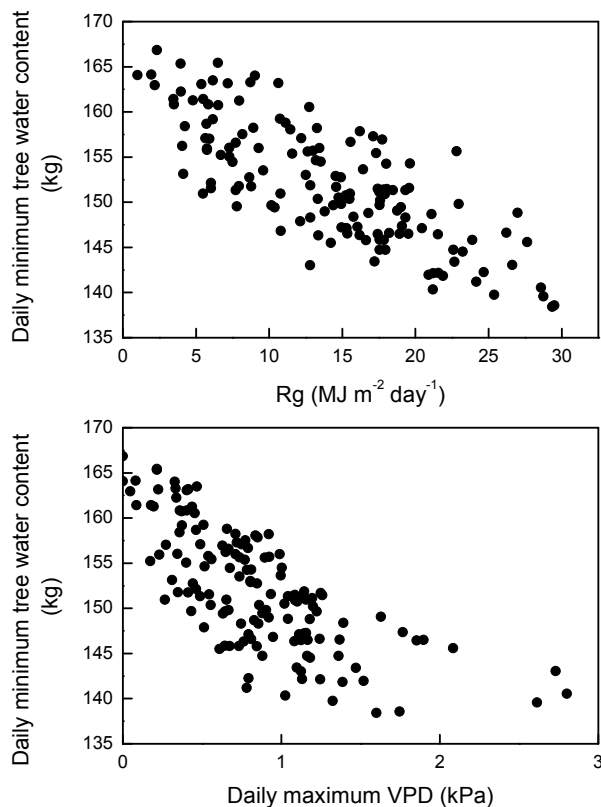 170
165
160
155
150
145
140
135
Daily minimum tree water content
(kg)
0 5 10 15 20 25 30
Rg (MJ m⁻² day⁻¹)
170
165
160
155
150
145
140
135
Daily minimum tree water content
(kg)
0 1 2 3
Daily maximum VPD (kPa)